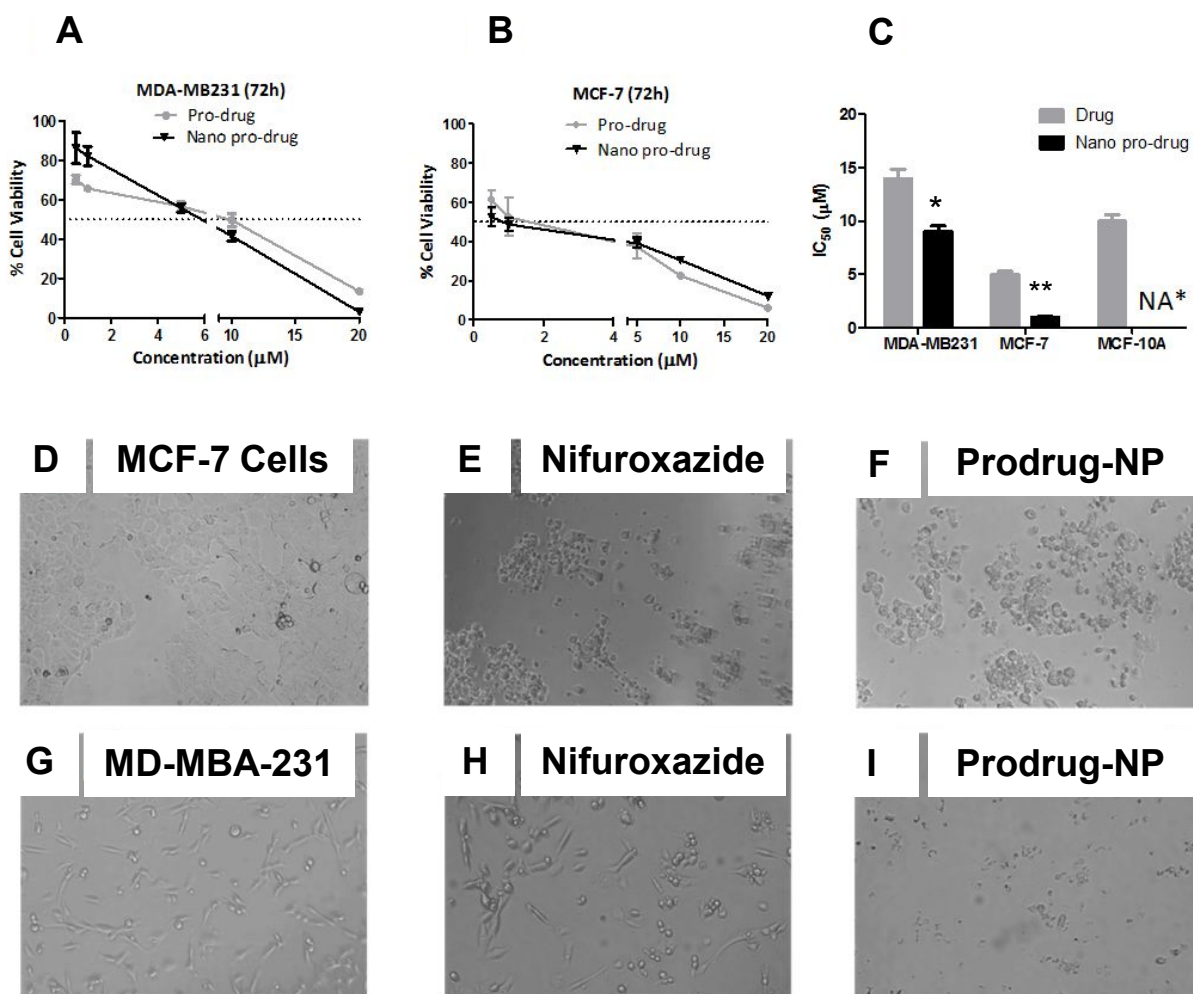 A
MDA-MB231 (72h)
Pro-drug
Nano pro-drug
100
80
60
40
20
0
% Cell Viability
0 2 4 6 10 15 20
Concentration (µM)
B
MCF-7 (72h)
Pro-drug
Nano pro-drug
100
80
60
40
20
0
% Cell Viability
0 2 4 5 10 20
Concentration (µM)
C
Drug
Nano pro-drug
20
15
10
5
0
IC50 (µM)
*
**
NA*
MDA-MB231 MCF-7 MCF-10A
D MCF-7 Cells
E Nifuroxazide
F Prodrug-NP
G MD-MBA-231
H Nifuroxazide
I Prodrug-NP